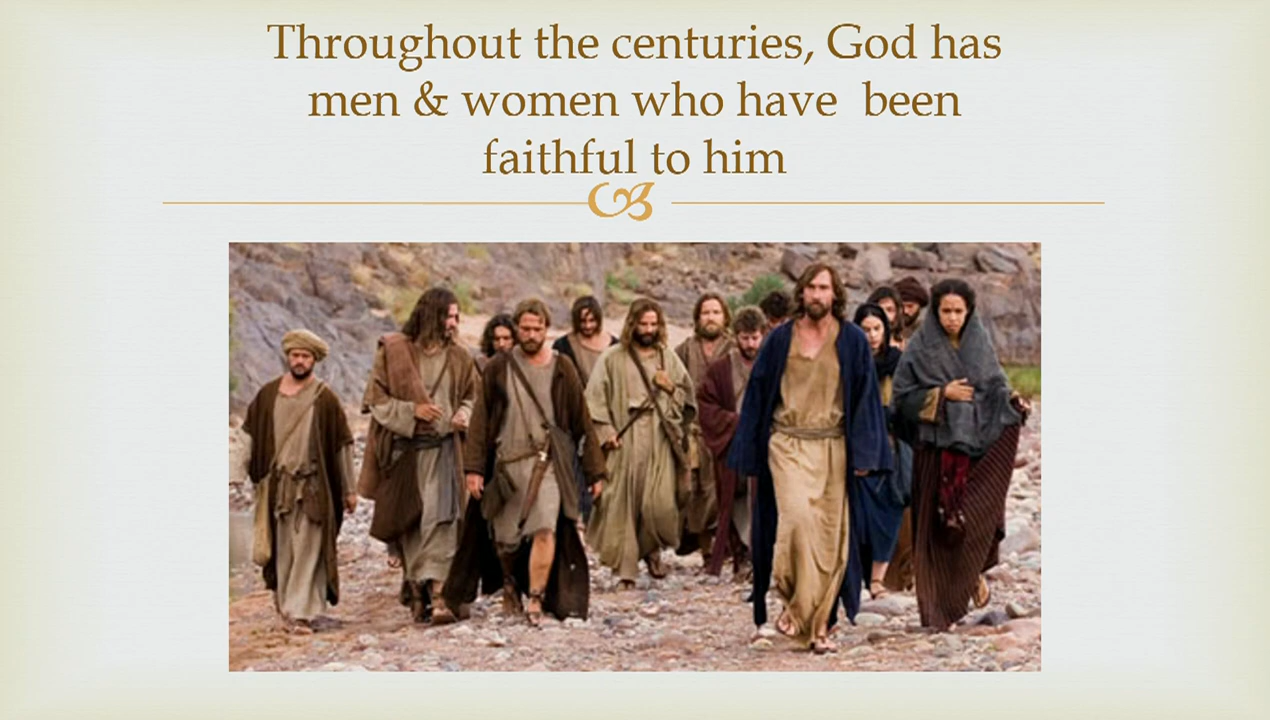 Throughout the centuries, God has
men & women who have  been
faithful to him